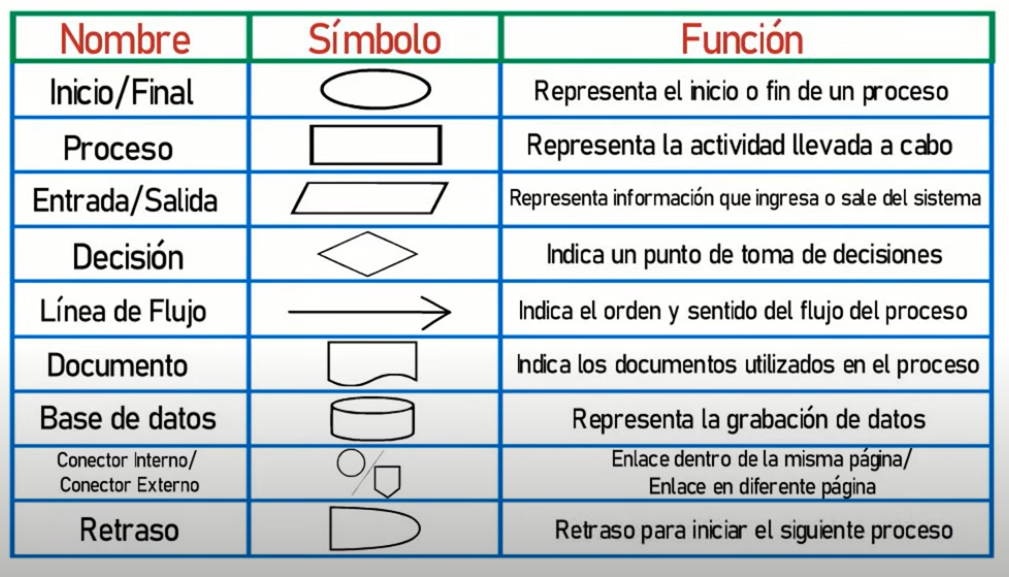 Nombre Símbolo Función
Inicio/Final Representa el inicio o fin de un proceso
Proceso Representa la actividad llevada a cabo
Entrada/Salida Representa información que ingresa o sale del sistema
Decisión Indica un punto de toma de decisiones
Línea de Flujo Indica el orden y sentido del flujo del proceso
Documento Indica los documentos utilizados en el proceso
Base de datos Representa la grabación de datos
Conector Interno/ Enlace dentro de la misma página/
Conector Externo Enlace en diferente página
Retraso Retraso para iniciar el siguiente proceso